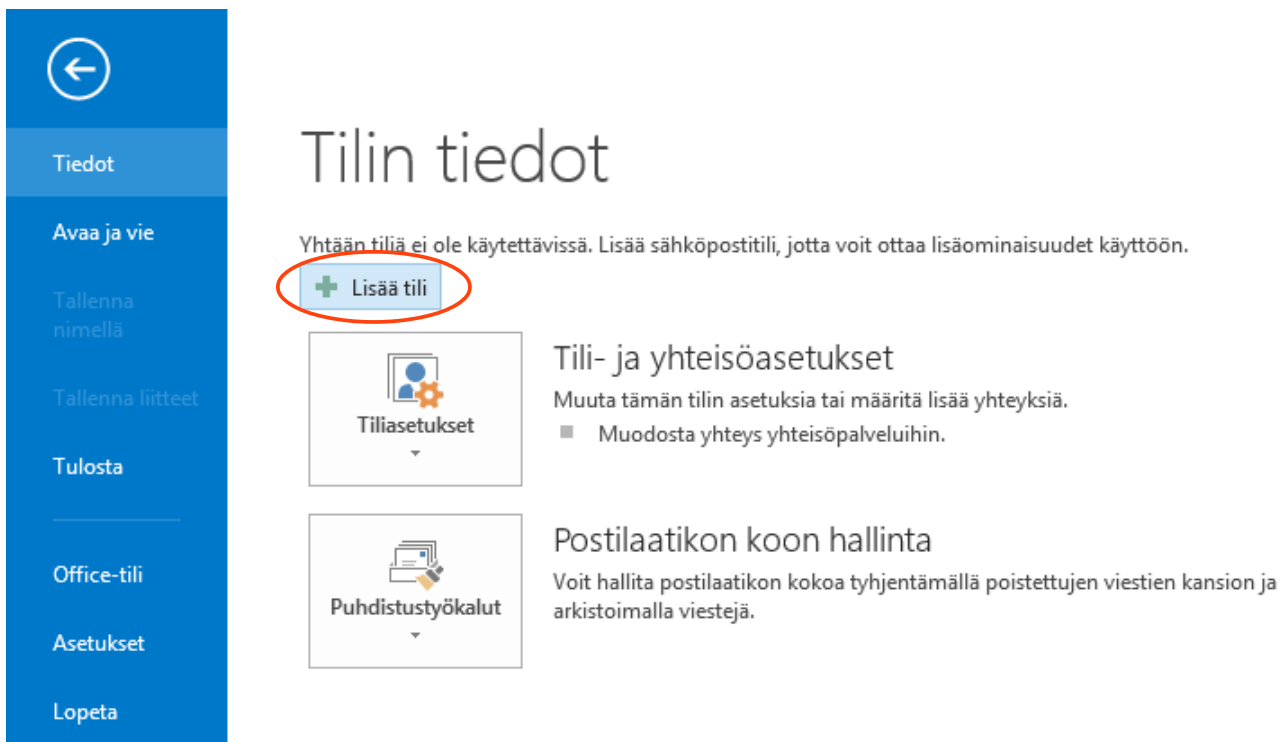 Tiedot
Avaa ja vie
Tallenna
nimellä
Tallenna liitteet
Tulosta
Office-tili
Asetukset
Lopeta
Tilin tiedot
Yhtään tiliä ei ole käytettävissä. Lisää sähköpostitili, jotta voit ottaa lisäominaisuudet käyttöön.
Lisää tili
Tiliasetukset
Tili- ja yhteisöasetukset
Muuta tämän tilin asetuksia tai määritä lisää yhteyksiä.
Muodosta yhteys yhteisöpalveluihin.
Puhdistustyökalut
Postilaatikon koon hallinta
Voit hallita postilaatikon kokoa tyhjentämällä poistettujen viestien kansion ja
arkistoimalla viestejä.